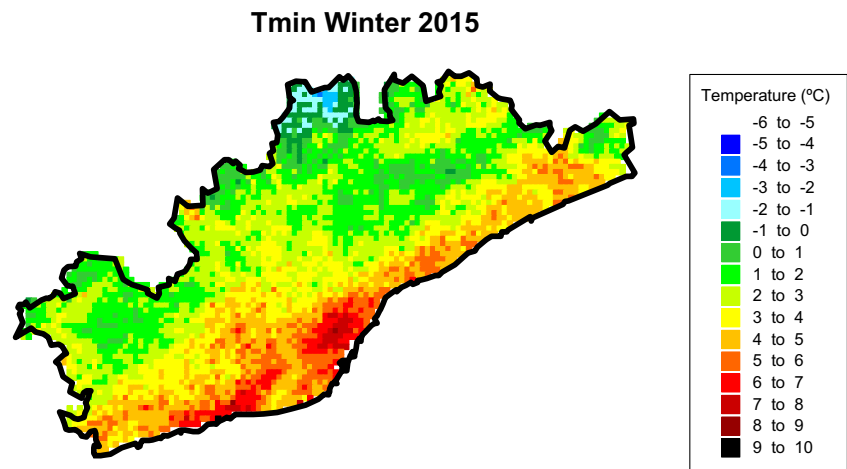 Tmin Winter 2015
Temperature (ºC)
-6 to -5
-5 to -4
-4 to -3
-3 to -2
-2 to -1
-1 to 0
0 to 1
1 to 2
2 to 3
3 to 4
4 to 5
5 to 6
6 to 7
7 to 8
8 to 9
9 to 10